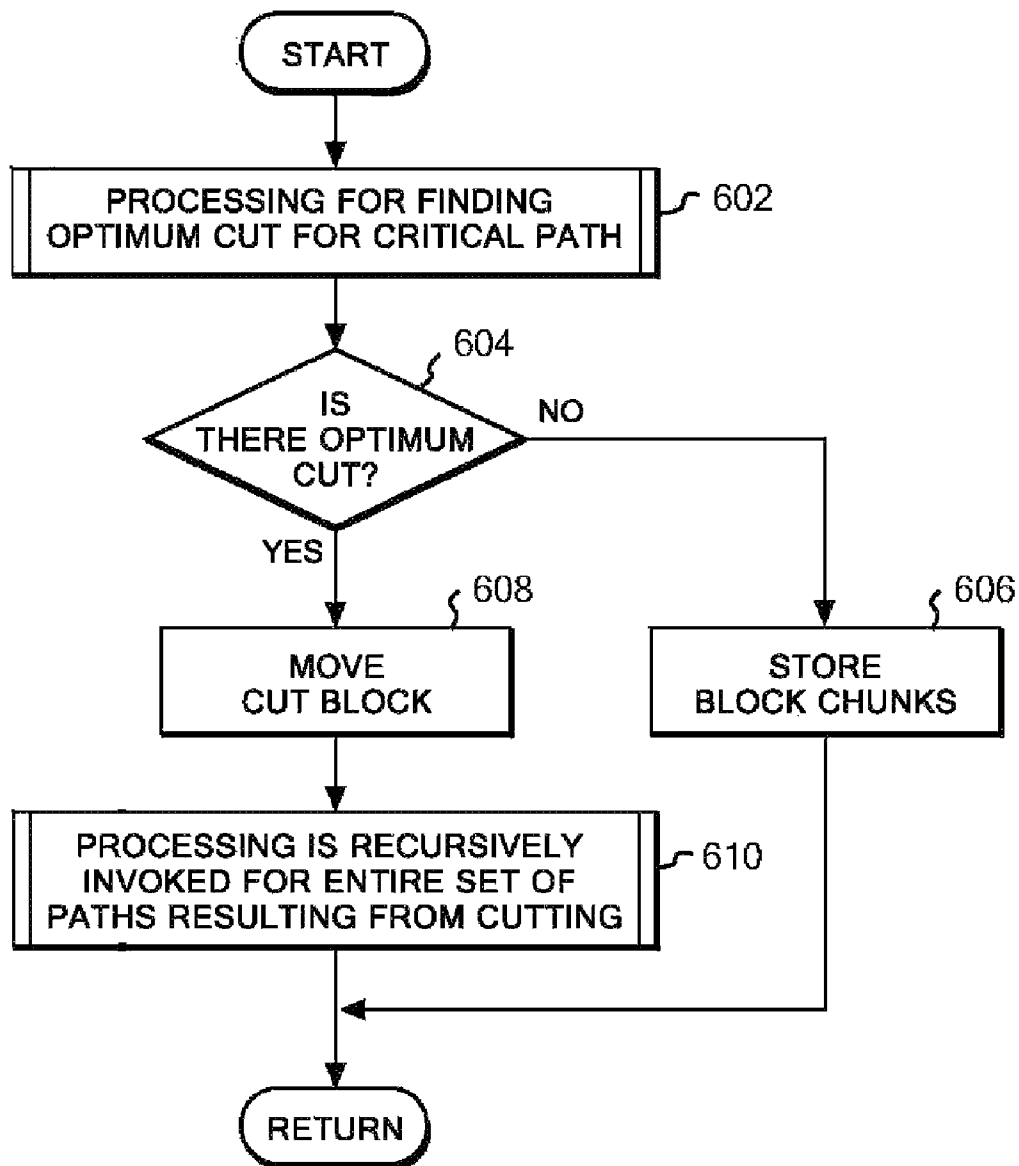 START
PROCESSING FOR FINDING
OPTIMUM CUT FOR CRITICAL PATH
602
604
IS
THERE OPTIMUM
CUT?
NO
YES
608
MOVE
CUT BLOCK
606
STORE
BLOCK CHUNKS
PROCESSING IS RECURSIVELY
INVOKED FOR ENTIRE SET OF
PATHS RESULTING FROM CUTTING
610
RETURN